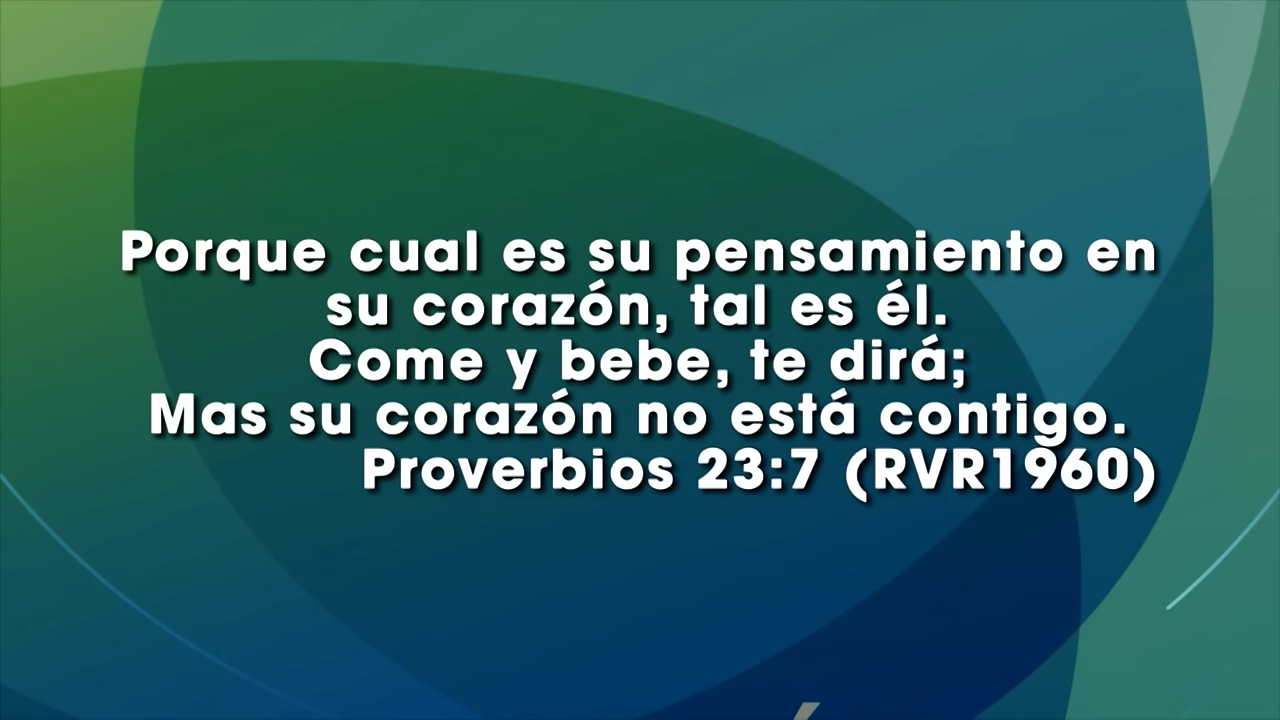 Porque cual es su pensamiento en
su corazón, tal es él.
Come y bebe, te dirá;
Mas su corazón no está contigo.
Proverbios 23:7 (RVR1960)